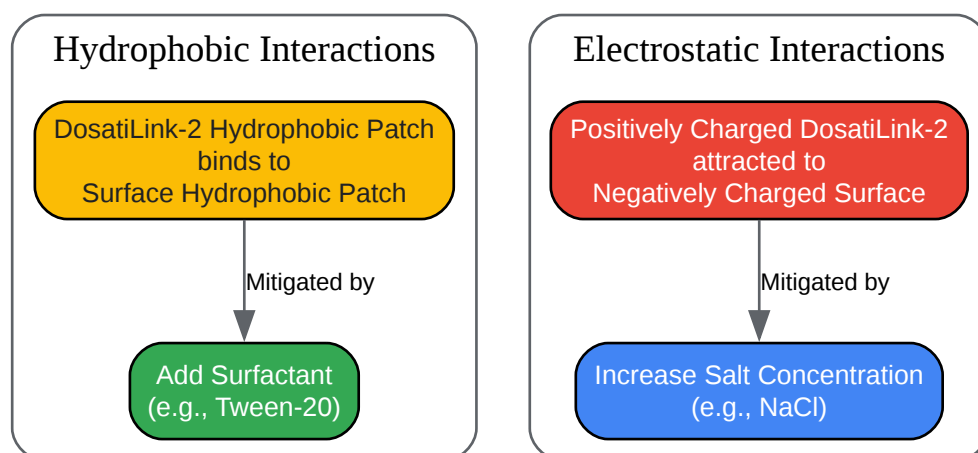 Hydrophobic Interactions
DosatiLink-2 Hydrophobic Patch
binds to
Surface Hydrophobic Patch
Mitigated by
Add Surfactant
(e.g., Tween-20)
Electrostatic Interactions
Positively Charged DosatiLink-2
attracted to
Negatively Charged Surface
Mitigated by
Increase Salt Concentration
(e.g., NaCl)